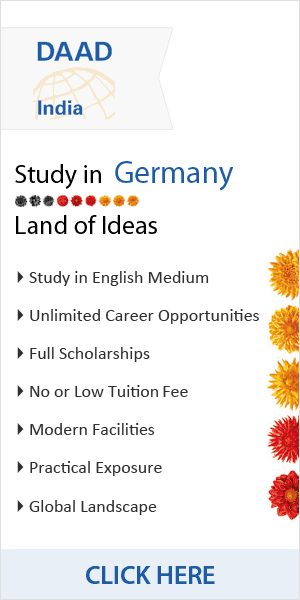 DAAD
India
Study in Germany
Land of Ideas
Study in English Medium
Unlimited Career Opportunities
Full Scholarships
No or Low Tuition Fee
Modern Facilities
Practical Exposure
Global Landscape
CLICK HERE